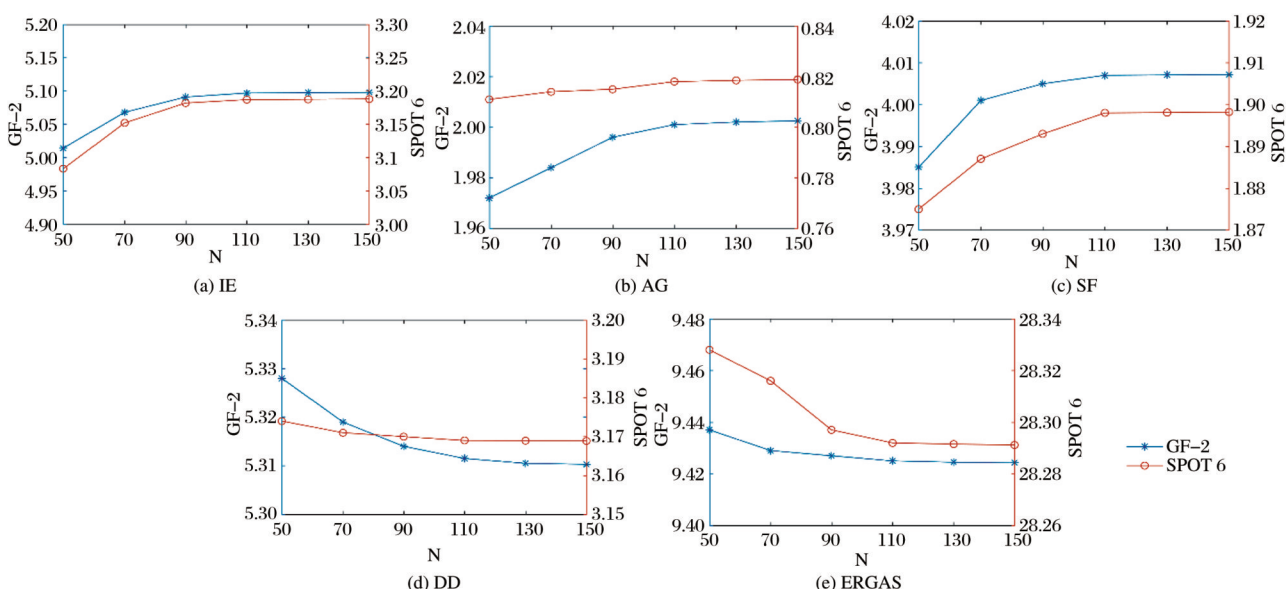 5.20
5.15
5.10
5.05
5.00
4.95
4.90
GF-2
3.30
3.25
3.20
3.15
3.10
3.05
3.00
SPOT 6
50 70 90 110 130 150
N
(a) IE
2.04
2.02
2.00
1.98
1.96
GF-2
0.84
0.82
0.80
0.78
0.76
SPOT 6
50 70 90 110 130 150
N
(b) AG
4.02
4.01
4.00
3.99
3.98
3.97
GF-2
1.92
1.91
1.90
1.89
1.88
1.87
SPOT 6
50 70 90 110 130 150
N
(c) SF
5.34
5.33
5.32
5.31
5.30
GF-2
3.20
3.19
3.18
3.17
3.16
3.15
SPOT 6
50 70 90 110 130 150
N
(d) DD
9.48
9.46
9.44
9.42
9.40
GF-2
28.34
28.32
28.30
28.28
28.26
SPOT 6
50 70 90 110 130 150
N
(e) ERGAS
GF-2
SPOT 6